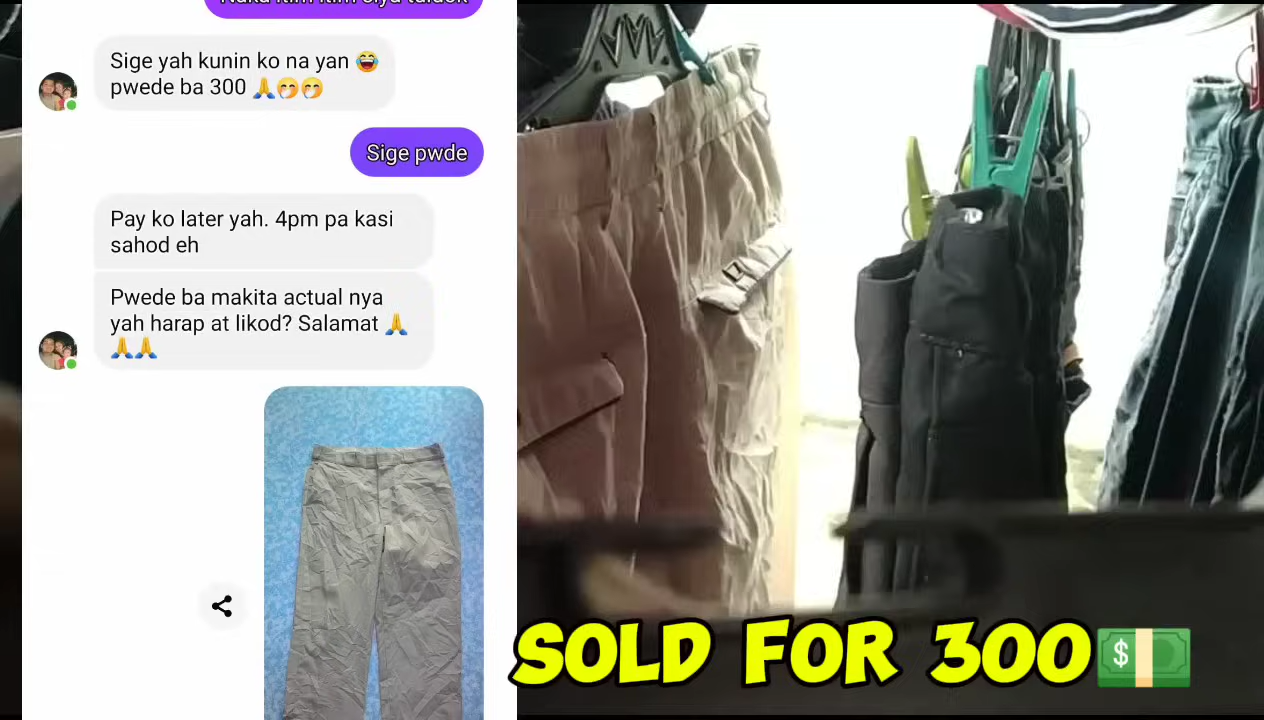 Sige yah kunin ko na yan 😂
pwede ba 300 🙏🤭🤭
Sige pwde
Pay ko later yah. 4pm pa kasi
sahod eh
Pwede ba makita actual nya
yah harap at likod? Salamat 🙏
🙏🙏
SOLD FOR 300